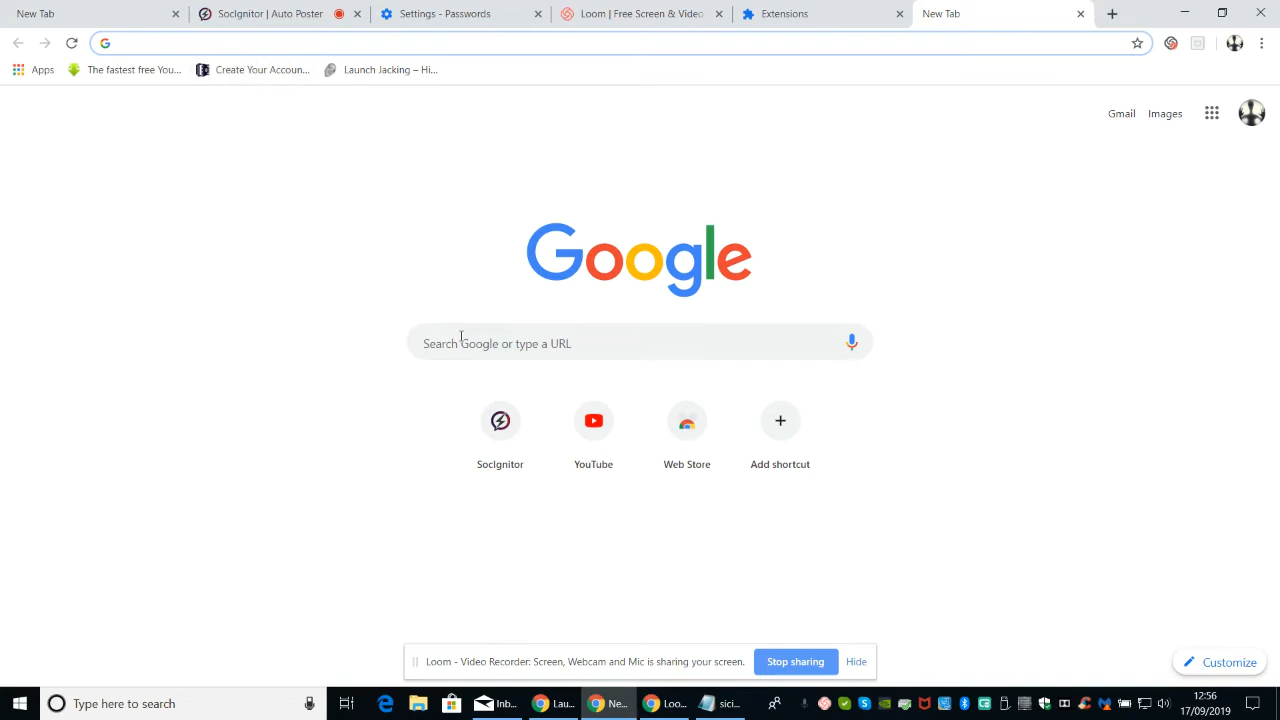 New Tab
SocIgnitor | Auto Poster
Settings - Passwords
Loom | Free Screen & Video
Extensions
New Tab
Apps
The fastest free You...
Create Your Accoun...
Launch Jacking – Hi...
Gmail
Images
Google
Search Google or type a URL
SocIgnitor
YouTube
Web Store
Add shortcut
Loom - Video Recorder: Screen, Webcam and Mic is sharing your screen.
Stop sharing
Hide
Customize
Type here to search
Inb...
Lau...
Ne...
Loo...
sici...
12:56
17/09/2019